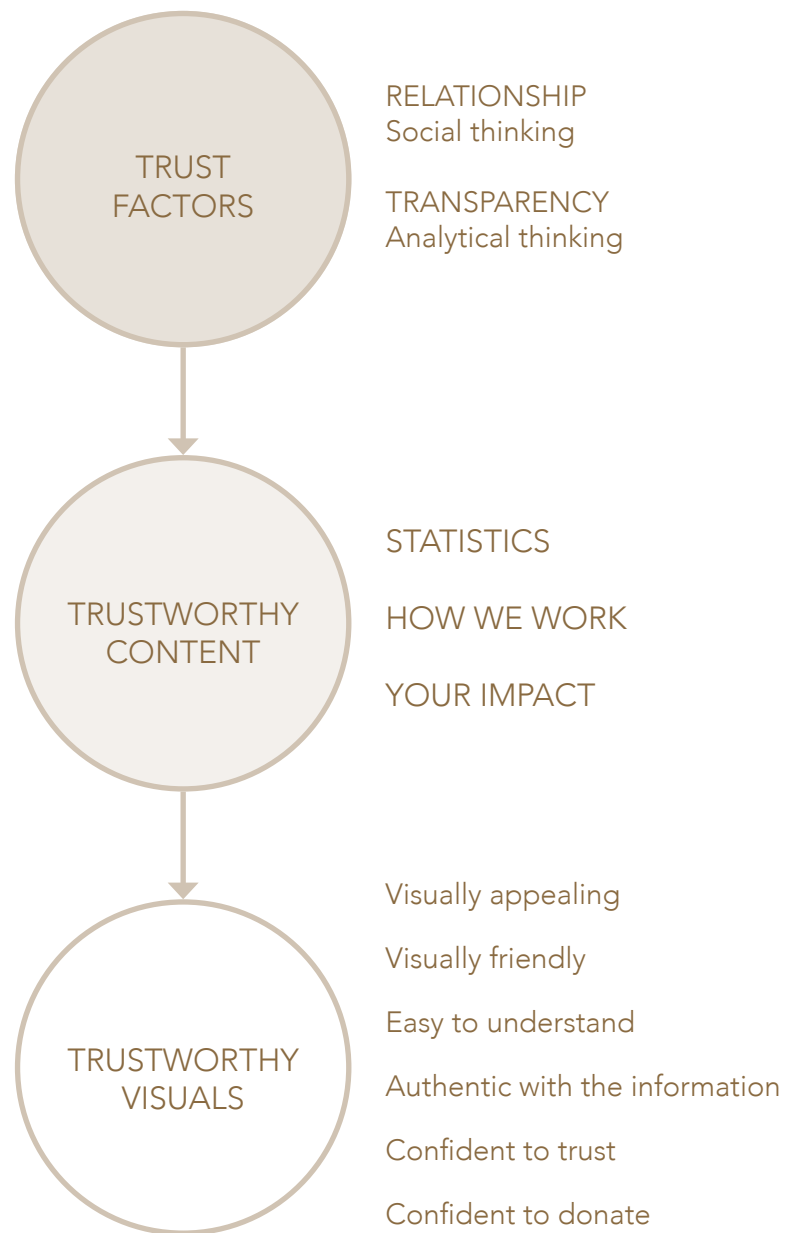 TRUST
FACTORS
RELATIONSHIP
Social thinking
TRANSPARENCY
Analytical thinking
TRUSTWORTHY
CONTENT
STATISTICS
HOW WE WORK
YOUR IMPACT
TRUSTWORTHY
VISUALS
Visually appealing
Visually friendly
Easy to understand
Authentic with the information
Confident to trust
Confident to donate